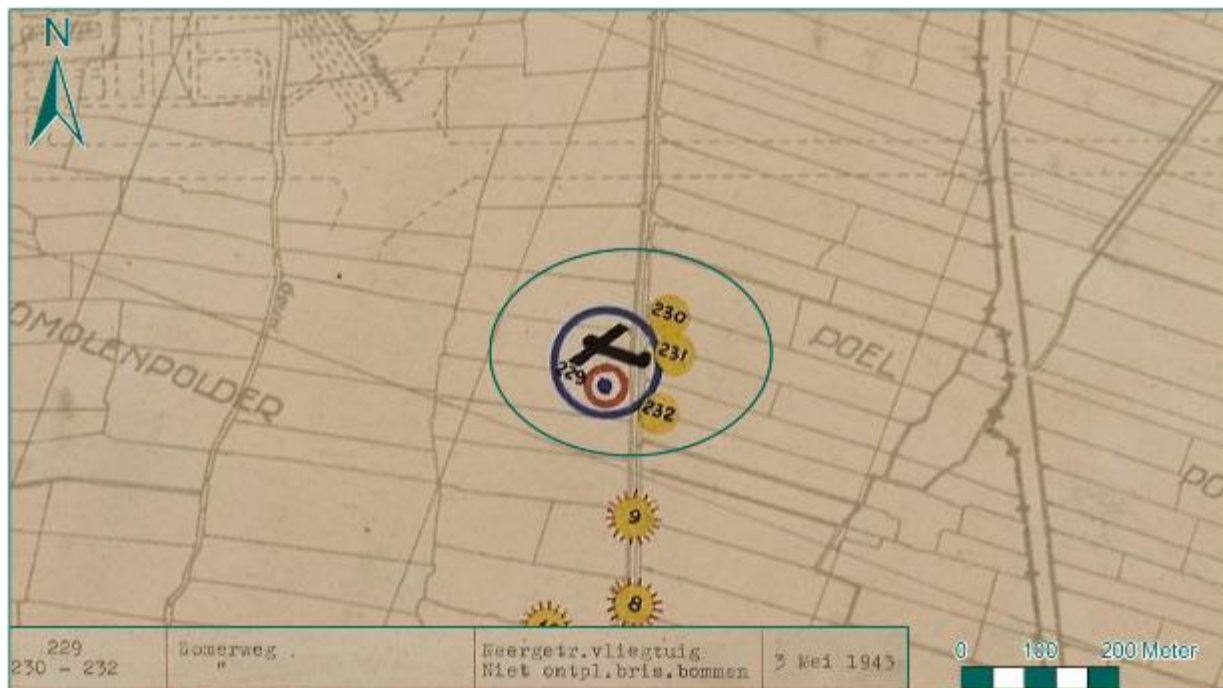 N
230
231
229
232
POEL
OMOLENPOLDER
9
8
229 Somerweg Neergetr.vliegtuig
230 - 232 " Niet ontpl.bris.bommen 3 Mei 1943
0 100 200 Meter